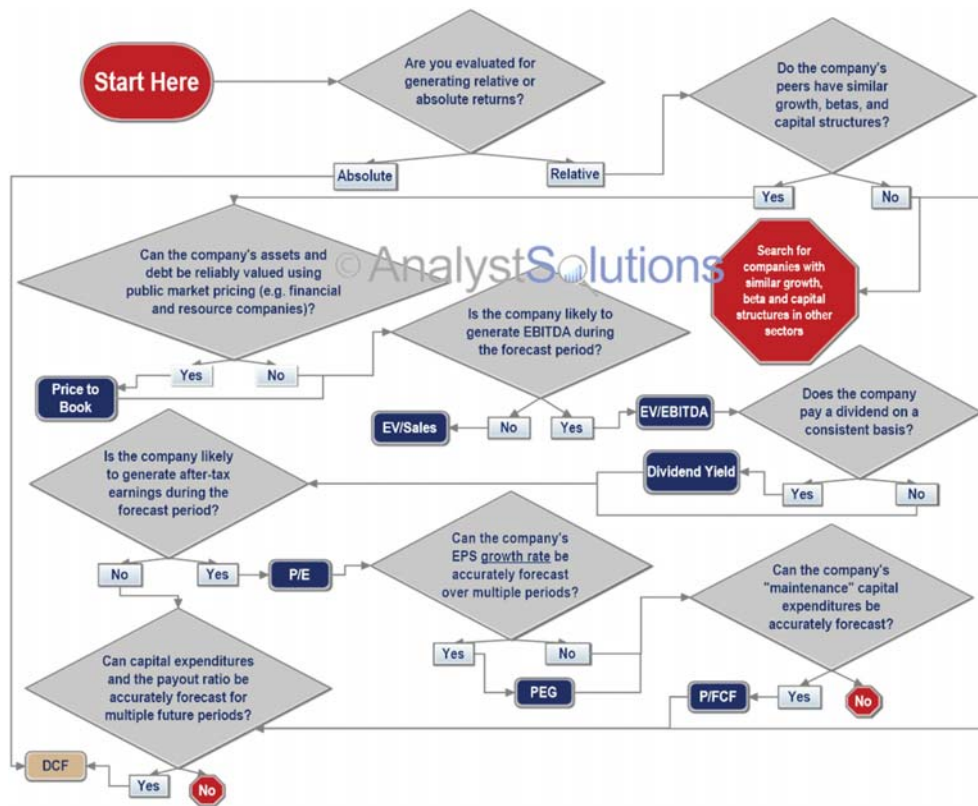 Start Here
Are you evaluated for
generating relative or
absolute returns?
Absolute
Relative
Do the company's
peers have similar
growth, betas, and
capital structures?
Yes
No
Search for
companies with
similar growth,
beta and capital
structures in other
sectors
© AnalystSolutions
Can the company's assets and
debt be reliably valued using
public market pricing (e.g. financial
and resource companies)?
Yes
No
Price to
Book
Is the company likely to
generate EBITDA during
the forecast period?
EV/Sales
No
Yes
EV/EBITDA
Does the company
pay a dividend on a
consistent basis?
Dividend Yield
Yes
No
Is the company likely
to generate after-tax
earnings during the
forecast period?
No
Yes
P/E
Can the company's
EPS growth rate be
accurately forecast
over multiple periods?
Yes
No
PEG
Can the company's
"maintenance" capital
expenditures be
accurately forecast?
P/FCF
Yes
No
Can capital expenditures
and the payout ratio be
accurately forecast for
multiple future periods?
DCF
Yes
No